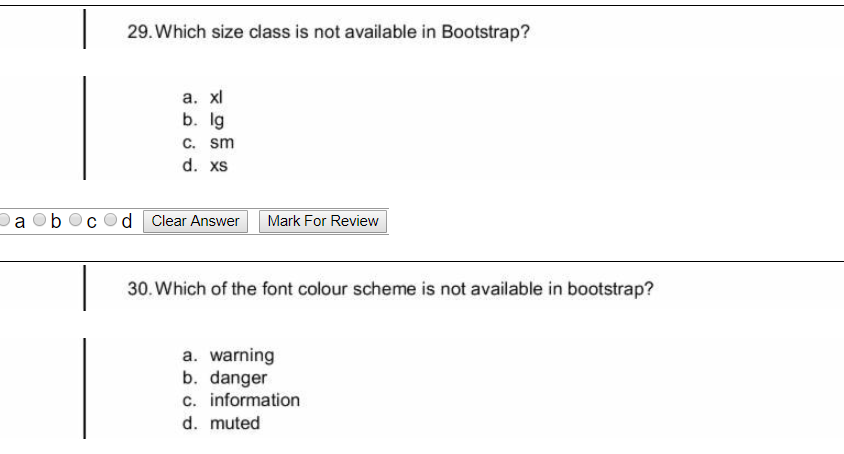 29. Which size class is not available in Bootstrap?
a. xl
b. lg
c. sm
d. xs
a b c d Clear Answer Mark For Review
30. Which of the font colour scheme is not available in bootstrap?
a. warning
b. danger
c. information
d. muted